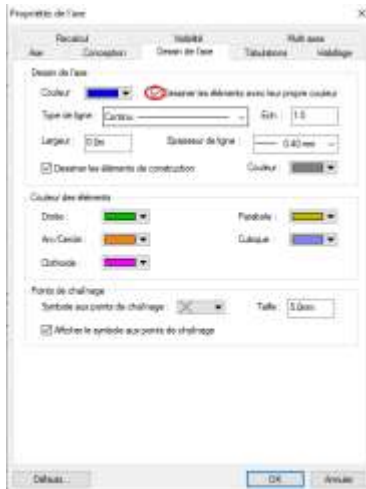 Propriétés de l'axe
Recalcul Visibilité Multi axes
Axe Conception Dessin de l'axe Tabulations Habillage
Dessin de l'axe
Couleur : Dessiner les éléments avec leur propre couleur
Type de ligne : Continu Ech. : 1.0
Largeur : 0.0m Epaisseur de ligne : 0.40 mm
Dessiner les éléments de construction Couleur :
Couleur des éléments
Droite : Parabole :
Arc/Cercle : Cubique :
Clothoïde :
Points de chaînage
Symbole aux points de chaînage : Taille : 5.0mm
Afficher le symbole aux points de chaînage
Défauts... OK Annuler